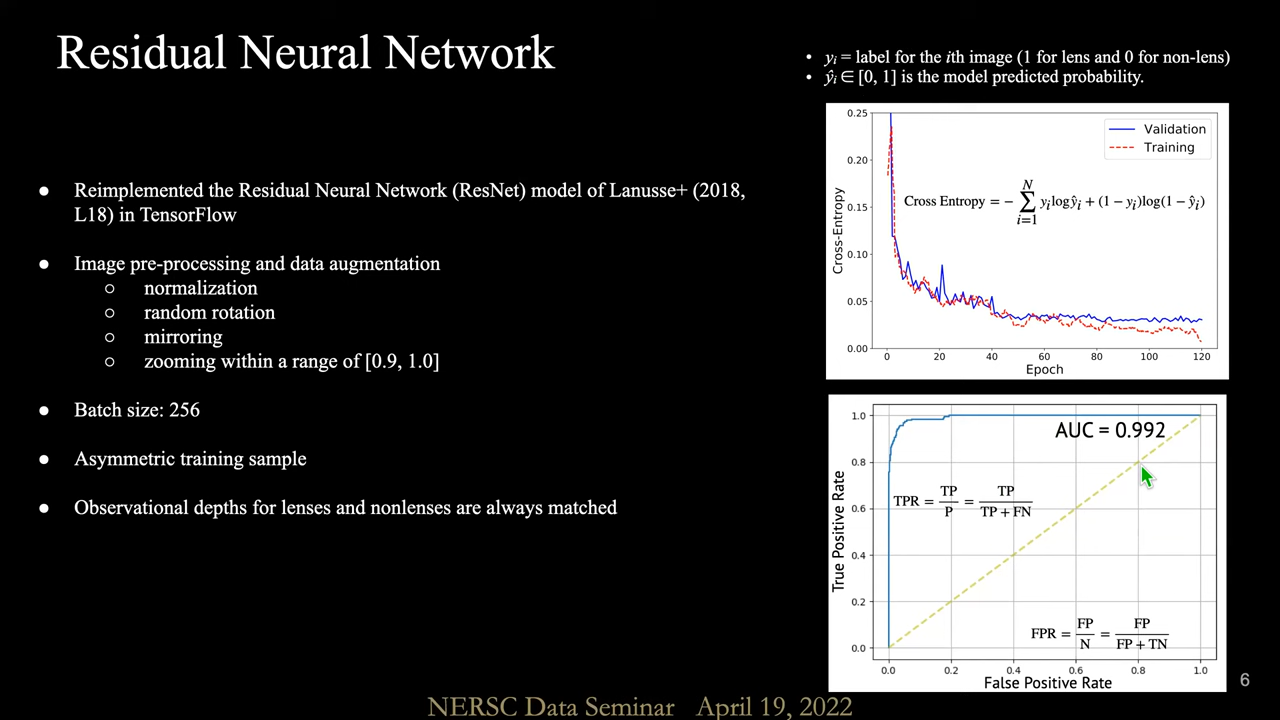 Residual Neural Network
• yᵢ = label for the ith image (1 for lens and 0 for non-lens)
• ŷᵢ ∈ [0, 1] is the model predicted probability.
● Reimplemented the Residual Neural Network (ResNet) model of Lanusse+ (2018,
L18) in TensorFlow
● Image pre-processing and data augmentation
○ normalization
○ random rotation
○ mirroring
○ zooming within a range of [0.9, 1.0]
● Batch size: 256
● Asymmetric training sample
● Observational depths for lenses and nonlenses are always matched
Validation
Training
Cross Entropy = − ∑ᵢ₌₁ᴺ yᵢlogŷᵢ + (1 − yᵢ)log(1 − ŷᵢ)
Cross-Entropy
0.25
0.20
0.15
0.10
0.05
0.00
0 20 40 60 80 100 120
Epoch
AUC = 0.992
TPR = TP/P = TP/(TP + FN)
FPR = FP/N = FP/(FP + TN)
True Positive Rate
1.0
0.8
0.6
0.4
0.2
0.0
0.0 0.2 0.4 0.6 0.8 1.0
False Positive Rate
6
NERSC Data Seminar April 19, 2022